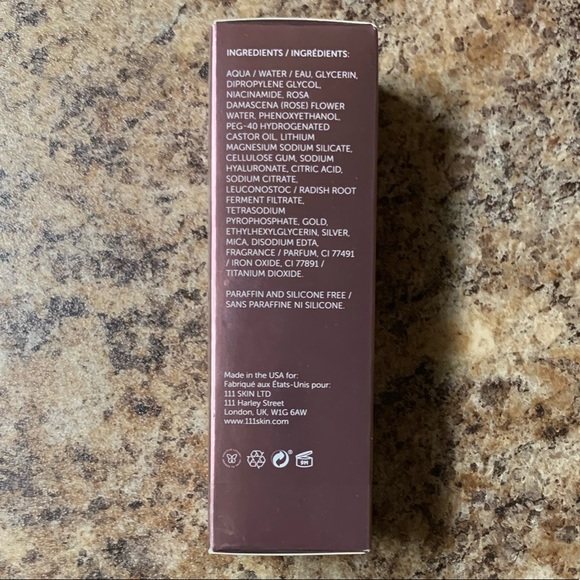 INGREDIENTS / INGRÉDIENTS:
AQUA / WATER / EAU, GLYCERIN,
DIPROPYLENE GLYCOL,
NIACINAMIDE, ROSA
DAMASCENA (ROSE) FLOWER
WATER, PHENOXYETHANOL,
PEG-40 HYDROGENATED
CASTOR OIL, LITHIUM
MAGNESIUM SODIUM SILICATE,
CELLULOSE GUM, SODIUM
HYALURONATE, CITRIC ACID,
SODIUM CITRATE,
LEUCONOSTOC / RADISH ROOT
FERMENT FILTRATE,
TETRASODIUM
PYROPHOSPHATE, GOLD,
ETHYLHEXYLGLYCERIN, SILVER,
MICA, DISODIUM EDTA,
FRAGRANCE / PARFUM, CI 77491
/ IRON OXIDE, CI 77891 /
TITANIUM DIOXIDE.
PARAFFIN AND SILICONE FREE /
SANS PARAFFINE NI SILICONE.
Made in the USA for:
Fabriqué aux États-Unis pour:
111 SKIN LTD
111 Harley Street
London, UK, W1G 6AW
www.111skin.com